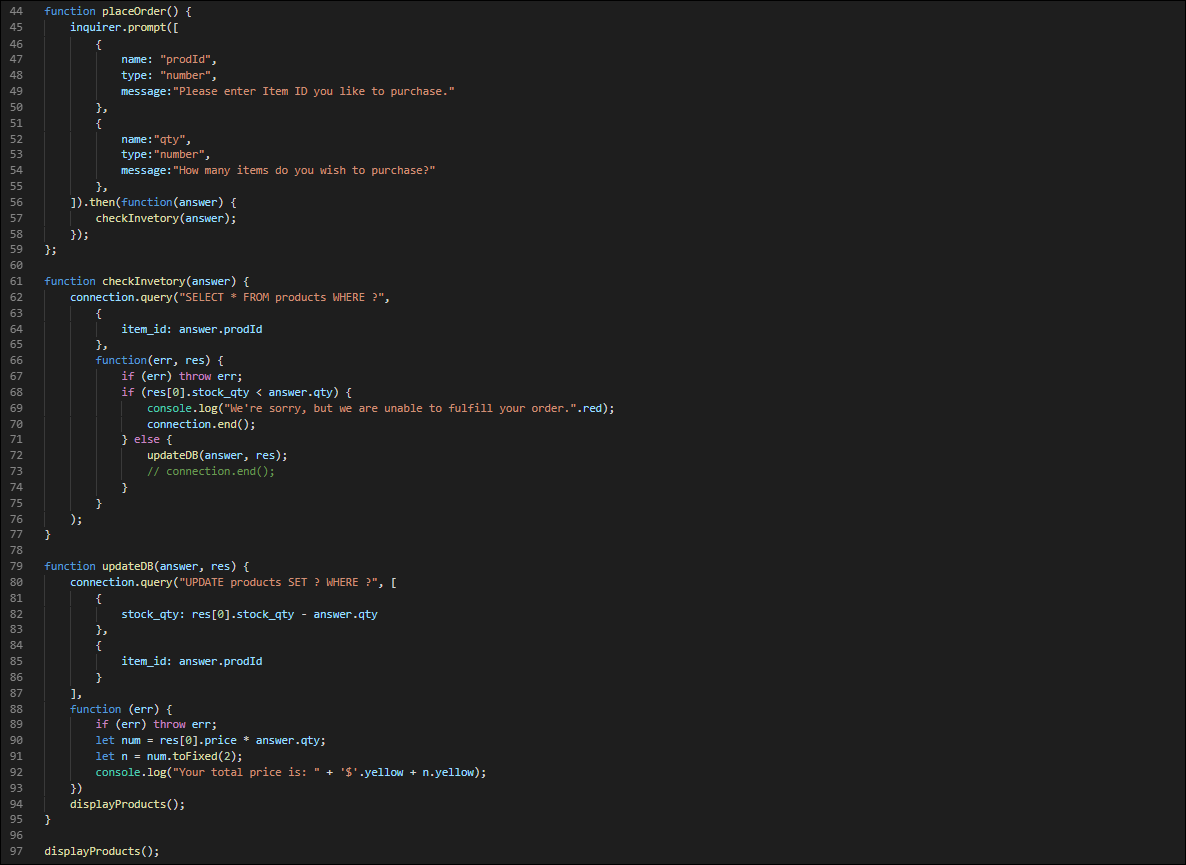 44 function placeOrder() {
45     inquirer.prompt([
46         {
47             name: "prodId",
48             type: "number",
49             message:"Please enter Item ID you like to purchase."
50         },
51         {
52             name:"qty",
53             type:"number",
54             message:"How many items do you wish to purchase?"
55         },
56     ]).then(function(answer) {
57         checkInvetory(answer);
58     });
59 };
60
61 function checkInvetory(answer) {
62     connection.query("SELECT * FROM products WHERE ?",
63         {
64             item_id: answer.prodId
65         },
66         function(err, res) {
67             if (err) throw err;
68             if (res[0].stock_qty < answer.qty) {
69                 console.log("We're sorry, but we are unable to fulfill your order.".red);
70                 connection.end();
71             } else {
72                 updateDB(answer, res);
73                 // connection.end();
74             }
75         }
76     );
77 }
78
79 function updateDB(answer, res) {
80     connection.query("UPDATE products SET ? WHERE ?", [
81         {
82             stock_qty: res[0].stock_qty - answer.qty
83         },
84         {
85             item_id: answer.prodId
86         }
87     ],
88     function (err) {
89         if (err) throw err;
90         let num = res[0].price * answer.qty;
91         let n = num.toFixed(2);
92         console.log("Your total price is: " + '$'.yellow + n.yellow);
93     })
94     displayProducts();
95 }
96
97 displayProducts();